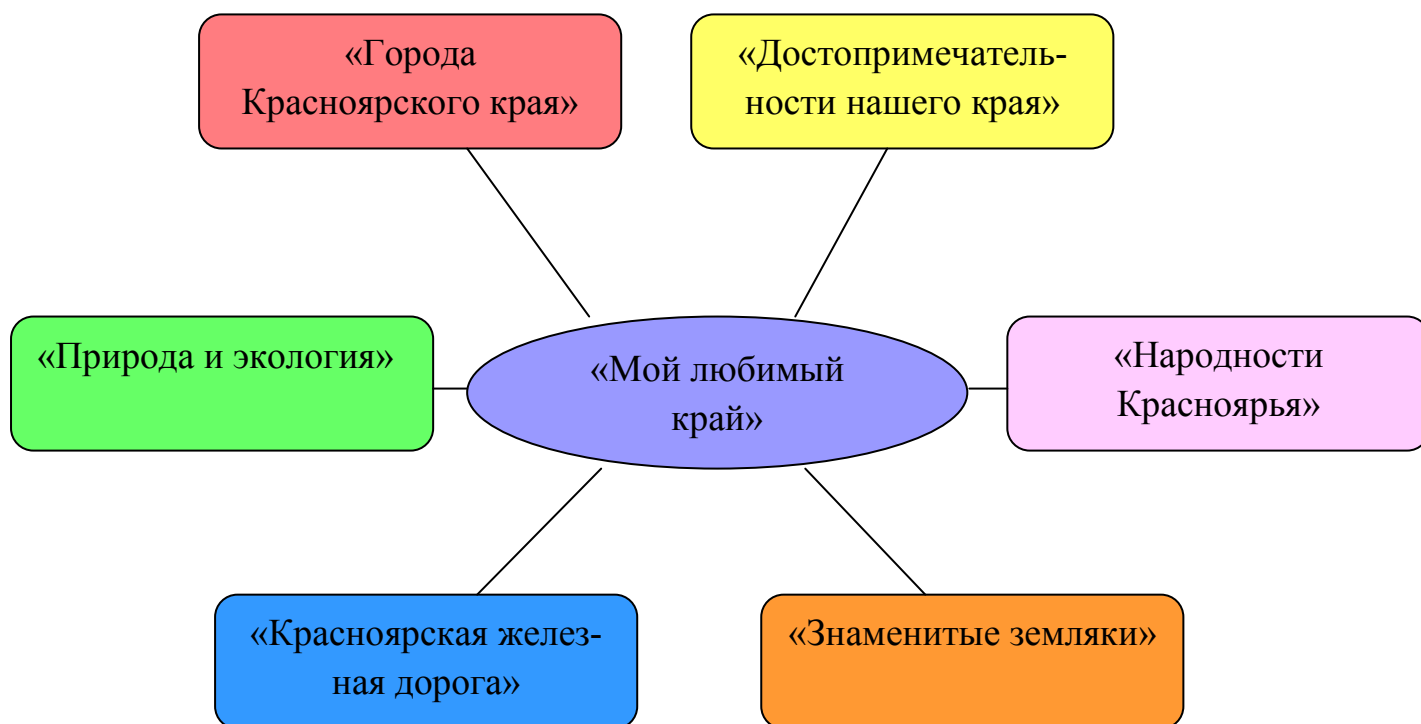 «Города
Красноярского края»
«Достопримечатель-
ности нашего края»
«Природа и экология»
«Мой любимый
край»
«Народности
Красноярья»
«Красноярская желез-
ная дорога»
«Знаменитые земляки»